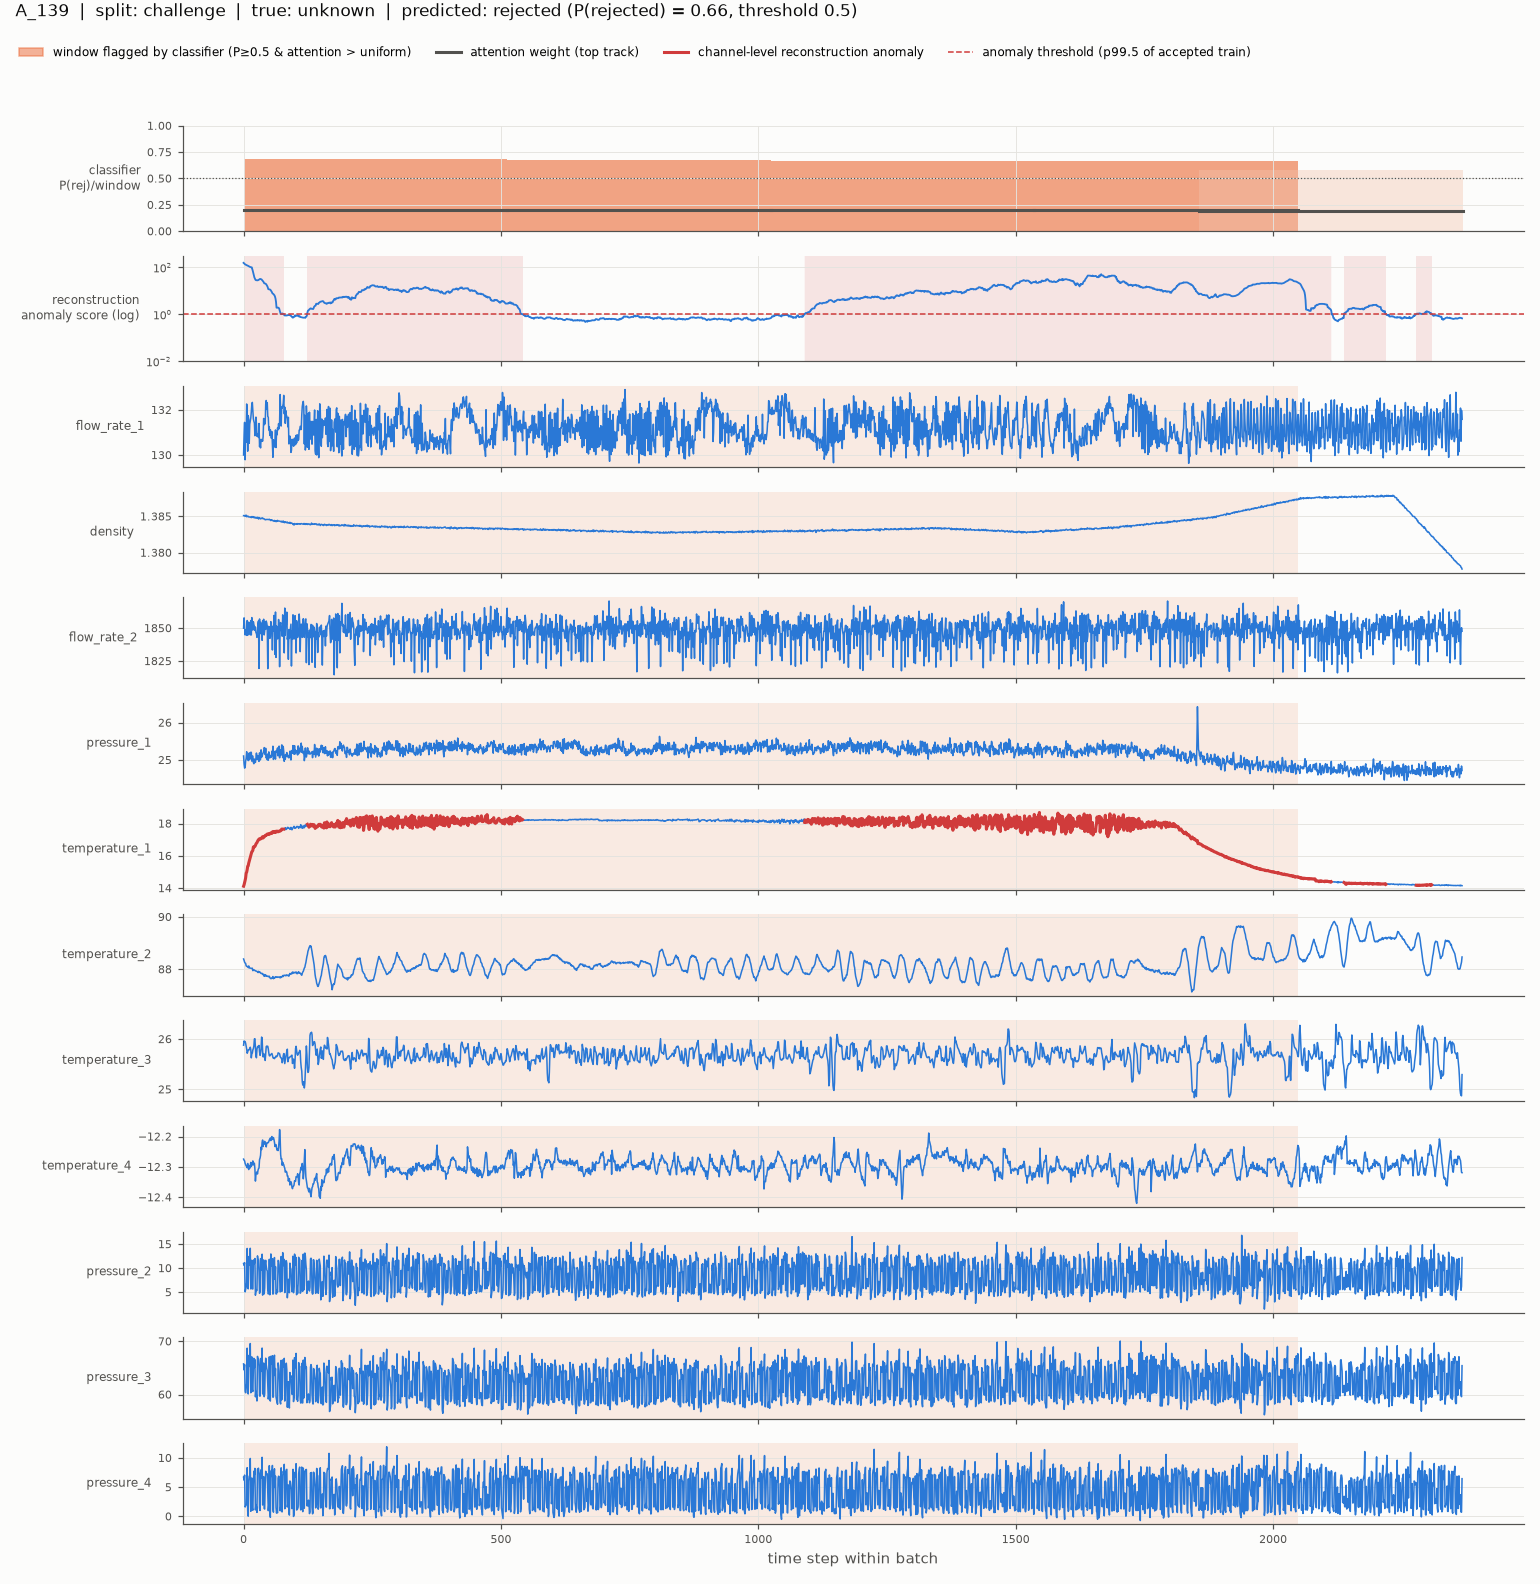 A_139 | split: challenge | true: unknown | predicted: rejected (P(rejected) = 0.66, threshold 0.5)
window flagged by classifier (P≥0.5 & attention > uniform)
attention weight (top track)
channel-level reconstruction anomaly
anomaly threshold (p99.5 of accepted train)
classifier
P(rej)/window
1.00
0.75
0.50
0.25
0.00
reconstruction
anomaly score (log)
10²
10⁰
10⁻²
flow_rate_1
132
130
density
1.385
1.380
flow_rate_2
1850
1825
pressure_1
26
25
temperature_1
18
16
14
temperature_2
90
88
temperature_3
26
25
temperature_4
−12.2
−12.3
−12.4
pressure_2
15
10
5
pressure_3
70
60
pressure_4
10
5
0
0 500 1000 1500 2000
time step within batch